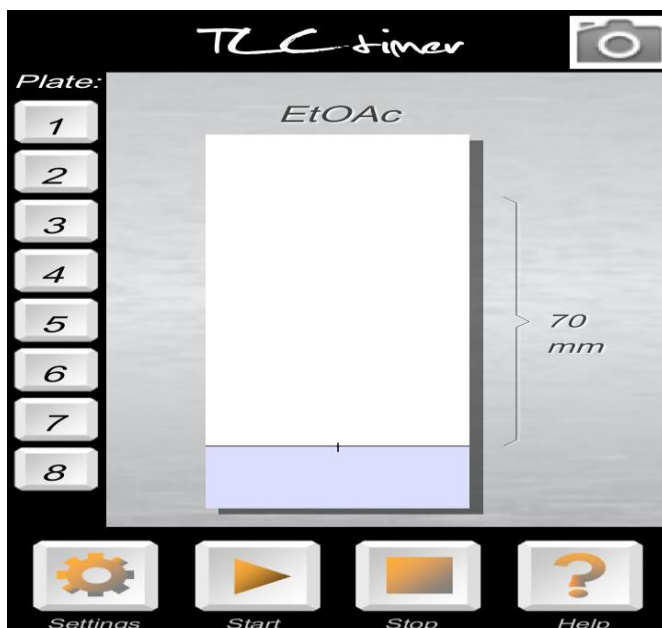 TLC timer
Plate:
EtOAc
1
2
3
4
5
6
7
8
70
mm
Settings
Start
Stop
Help